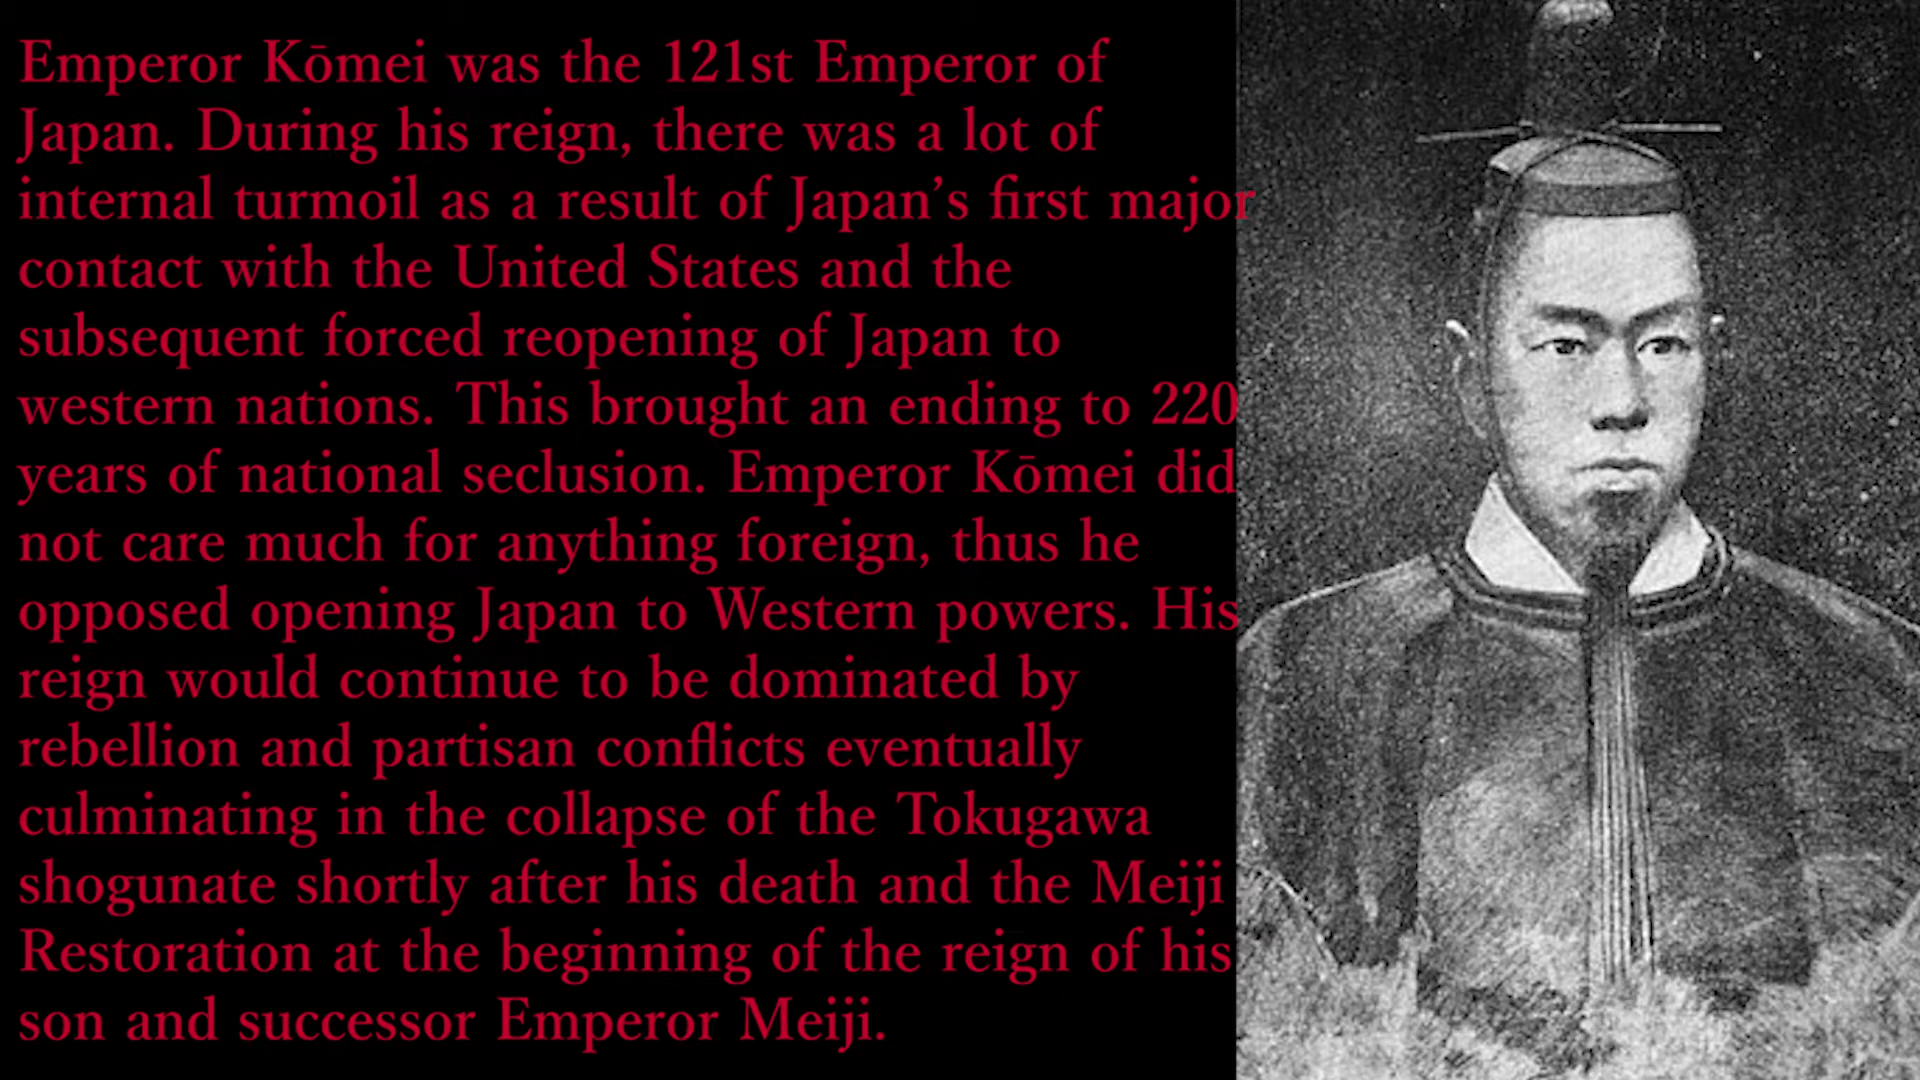 Emperor Kōmei was the 121st Emperor of
Japan. During his reign, there was a lot of
internal turmoil as a result of Japan’s first major
contact with the United States and the
subsequent forced reopening of Japan to
western nations. This brought an ending to 220
years of national seclusion. Emperor Kōmei did
not care much for anything foreign, thus he
opposed opening Japan to Western powers. His
reign would continue to be dominated by
rebellion and partisan conflicts eventually
culminating in the collapse of the Tokugawa
shogunate shortly after his death and the Meiji
Restoration at the beginning of the reign of his
son and successor Emperor Meiji.